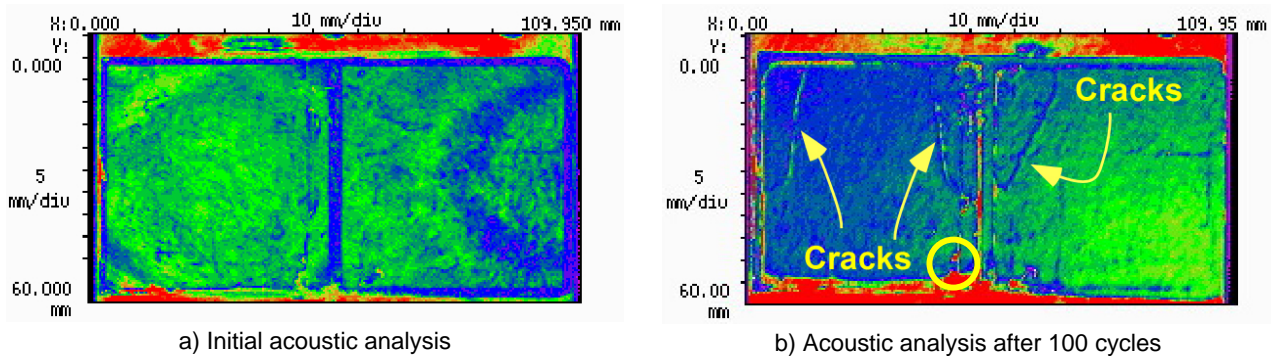 X:0.000 10 mm/div 109.950 mm
Y:
0.000
5
mm/div
60.000
mm
a) Initial acoustic analysis
X:0.00 10 mm/div 109.95 mm
Y:
0.00
Cracks
5
mm/div
Cracks
60.00
mm
b) Acoustic analysis after 100 cycles